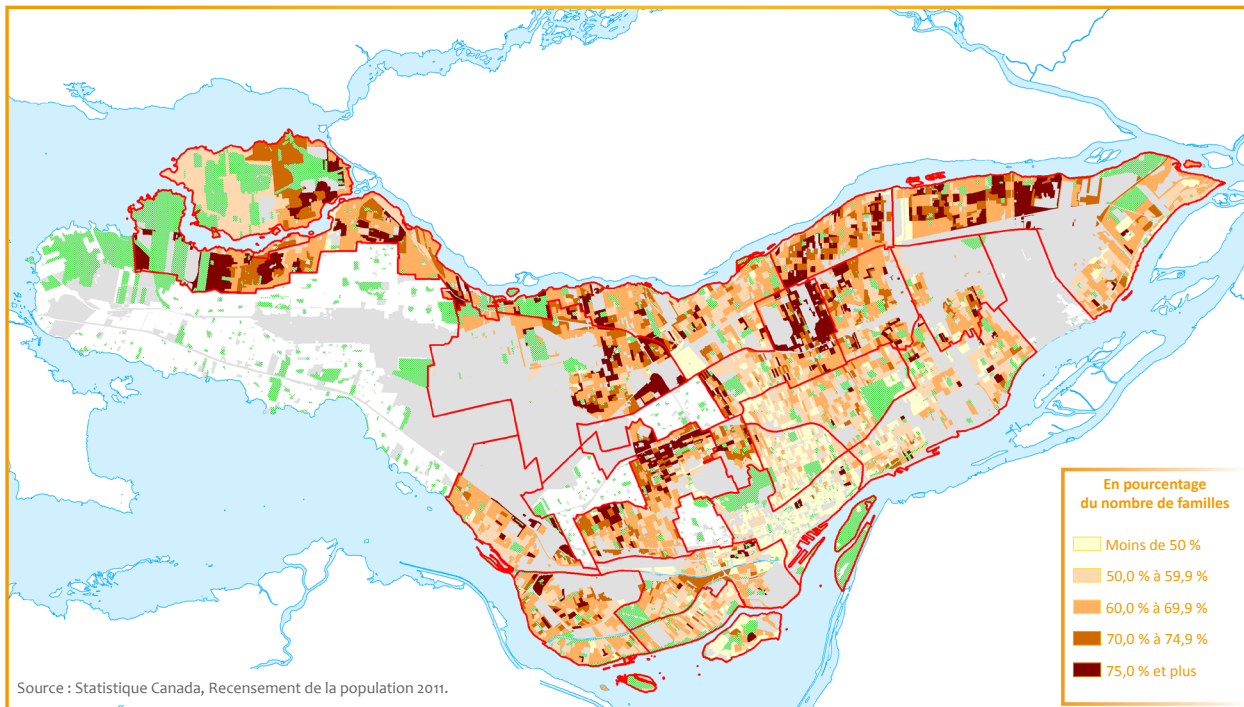 En pourcentage
du nombre de familles
Moins de 50 %
50,0 % à 59,9 %
60,0 % à 69,9 %
70,0 % à 74,9 %
75,0 % et plus
Source : Statistique Canada, Recensement de la population 2011.